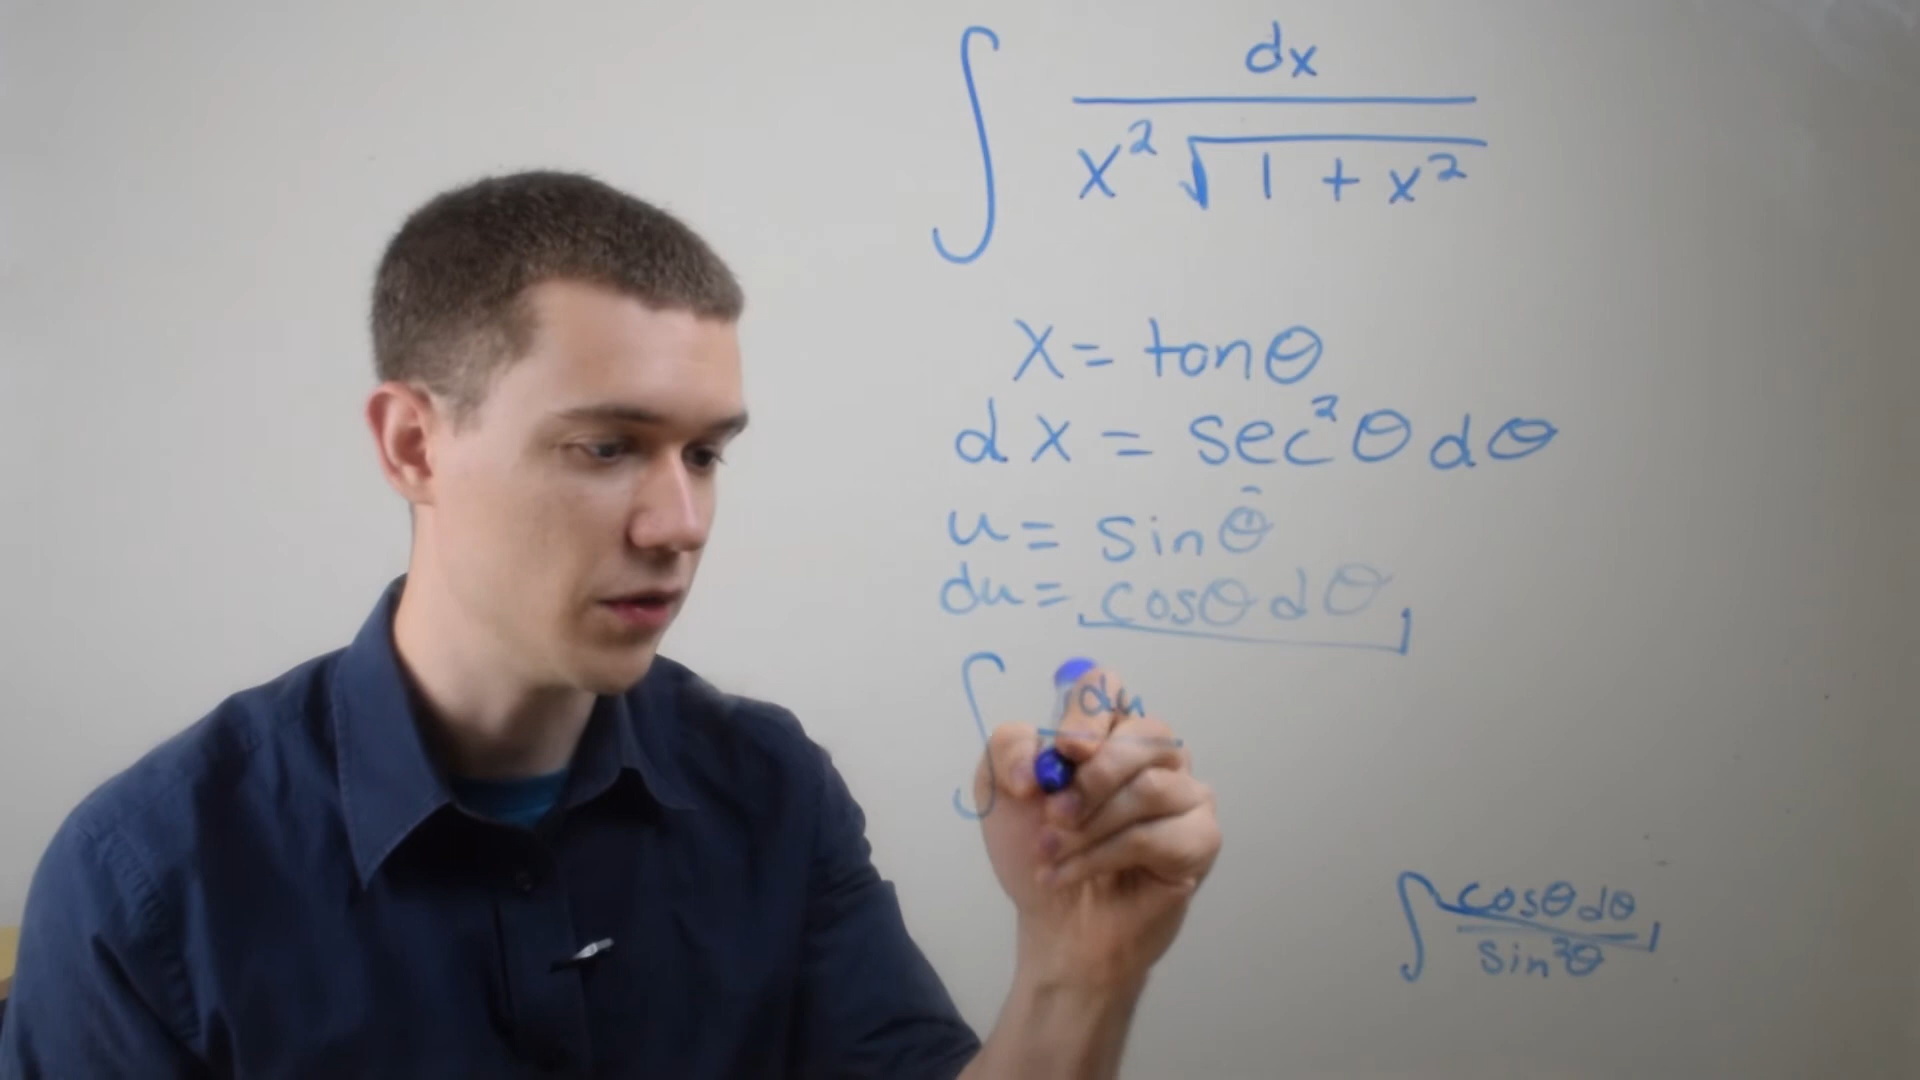 ∫ dx / x² √1 + x²
x = tanθ
dx = sec²θ dθ
u = sinθ
du = cosθ dθ
∫ du
∫ cosθ dθ / sin²θ